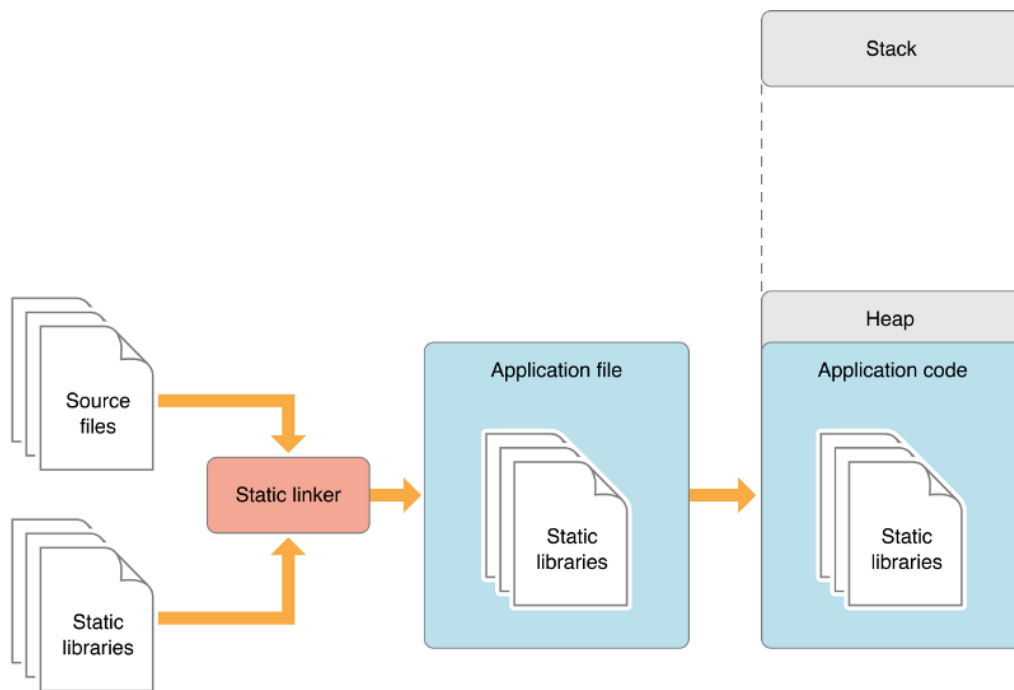 Stack
Heap
Source
files
Static linker
Static
libraries
Application file
Static
libraries
Application code
Static
libraries